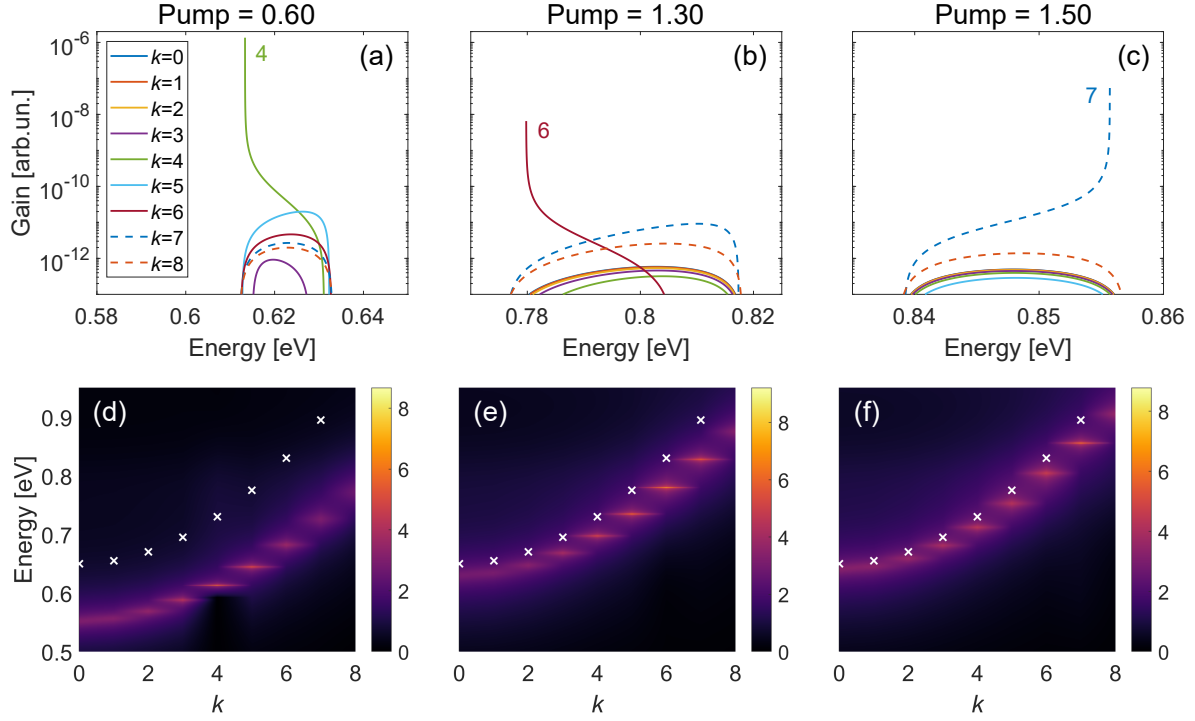 Pump = 0.60
Pump = 1.30
Pump = 1.50
Gain [arb.un.]
10⁻⁶
10⁻⁸
10⁻¹⁰
10⁻¹²
k=0
k=1
k=2
k=3
k=4
k=5
k=6
k=7
k=8
4
(a)
0.58
0.6
0.62
0.64
Energy [eV]
6
(b)
0.78
0.8
0.82
Energy [eV]
7
(c)
0.84
0.85
0.86
Energy [eV]
Energy [eV]
0.9
0.8
0.7
0.6
0.5
(d)
0 2 4 6 8
k
8
6
4
2
0
(e)
0 2 4 6 8
k
8
6
4
2
0
(f)
0 2 4 6 8
k
8
6
4
2
0